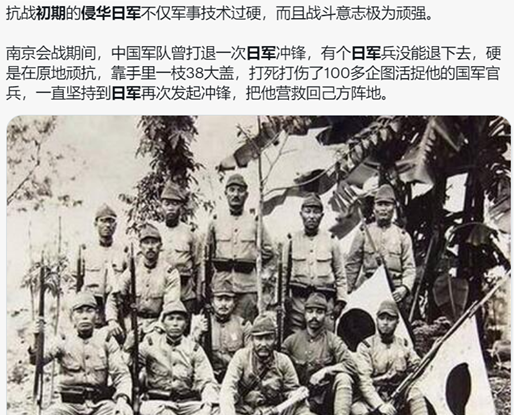 抗战初期的侵华日军不仅军事技术过硬，而且战斗意志极为顽强。
南京会战期间，中国军队曾打退一次日军冲锋，有个日军兵没能退下去，硬
是在原地顽抗，靠手里一枝38大盖，打死打伤了100多企图活捉他的国军官
兵，一直坚持到日军再次发起冲锋，把他营救回己方阵地。